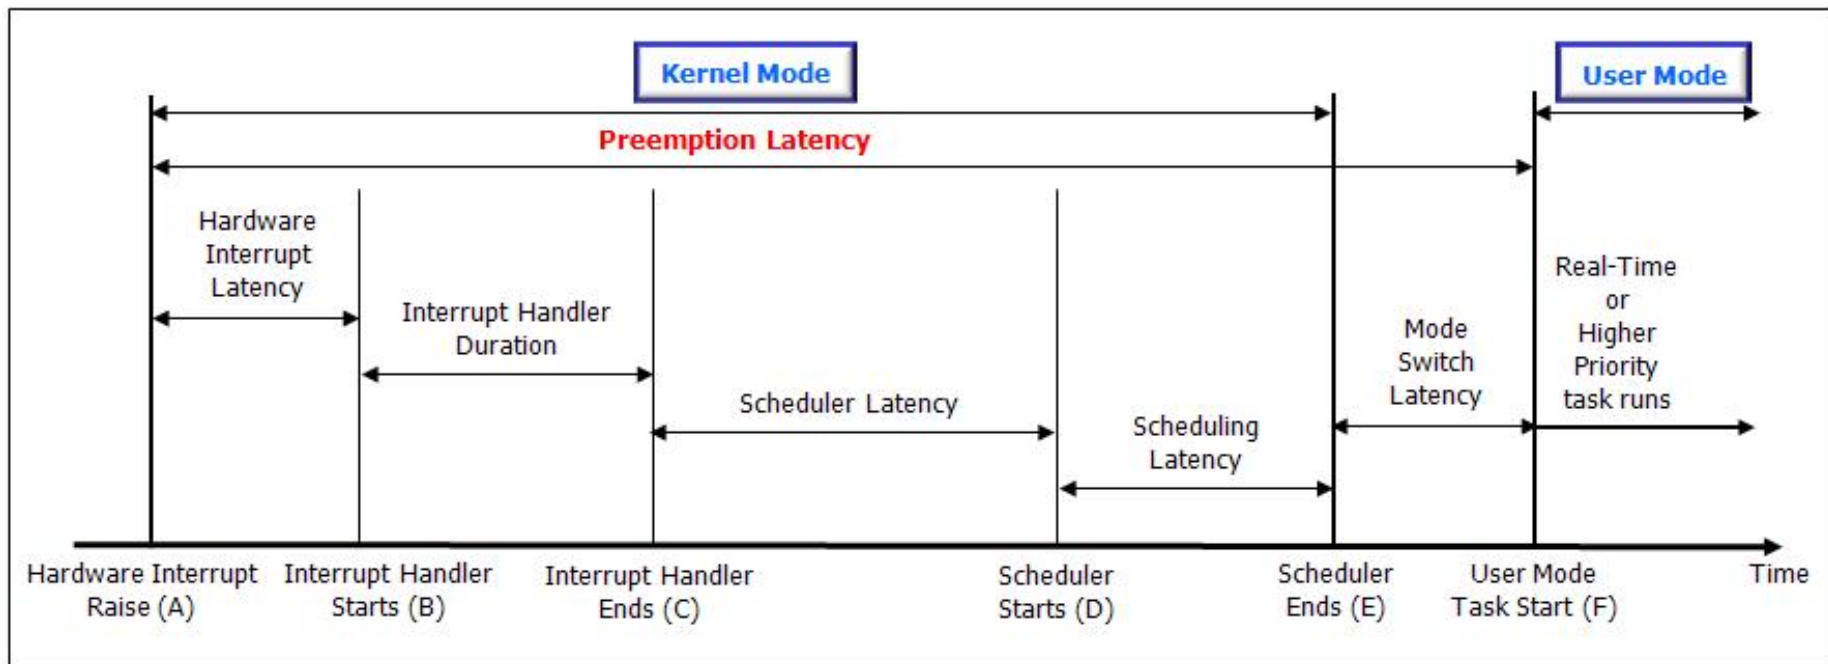 Kernel Mode
User Mode
Preemption Latency
Hardware
Interrupt
Latency
Interrupt Handler
Duration
Scheduler Latency
Scheduling
Latency
Mode
Switch
Latency
Real-Time
or
Higher
Priority
task runs
Hardware Interrupt
Raise (A)
Interrupt Handler
Starts (B)
Interrupt Handler
Ends (C)
Scheduler
Starts (D)
Scheduler
Ends (E)
User Mode
Task Start (F)
Time